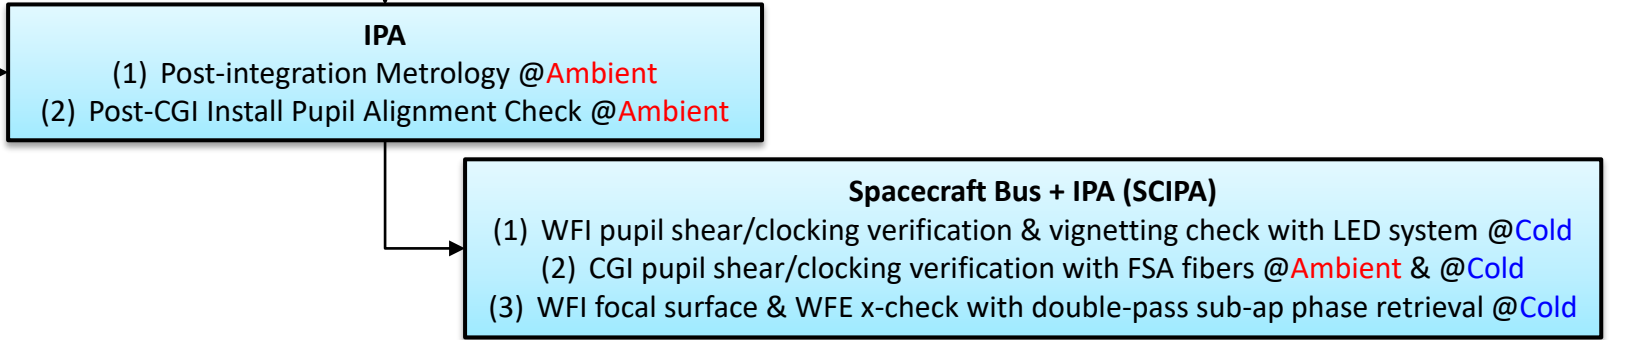 IPA
(1) Post-integration Metrology @Ambient
(2) Post-CGI Install Pupil Alignment Check @Ambient
Spacecraft Bus + IPA (SCIPA)
(1) WFI pupil shear/clocking verification & vignetting check with LED system @Cold
(2) CGI pupil shear/clocking verification with FSA fibers @Ambient & @Cold
(3) WFI focal surface & WFE x-check with double-pass sub-ap phase retrieval @Cold